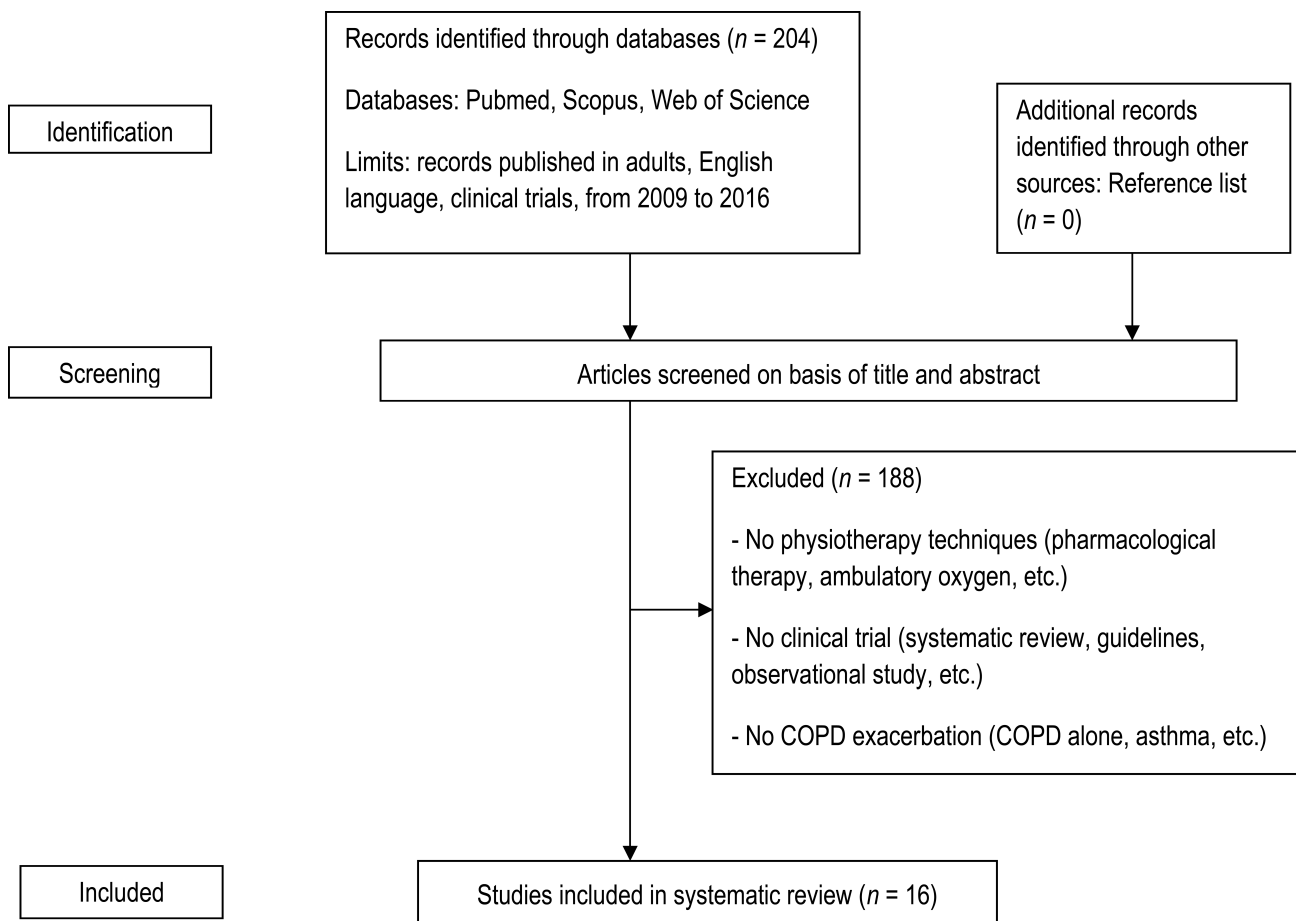 Identification
Records identified through databases (n = 204)
Databases: Pubmed, Scopus, Web of Science
Limits: records published in adults, English
language, clinical trials, from 2009 to 2016
Additional records
identified through other
sources: Reference list
(n = 0)
Screening
Articles screened on basis of title and abstract
Excluded (n = 188)
- No physiotherapy techniques (pharmacological
therapy, ambulatory oxygen, etc.)
- No clinical trial (systematic review, guidelines,
observational study, etc.)
- No COPD exacerbation (COPD alone, asthma, etc.)
Included
Studies included in systematic review (n = 16)